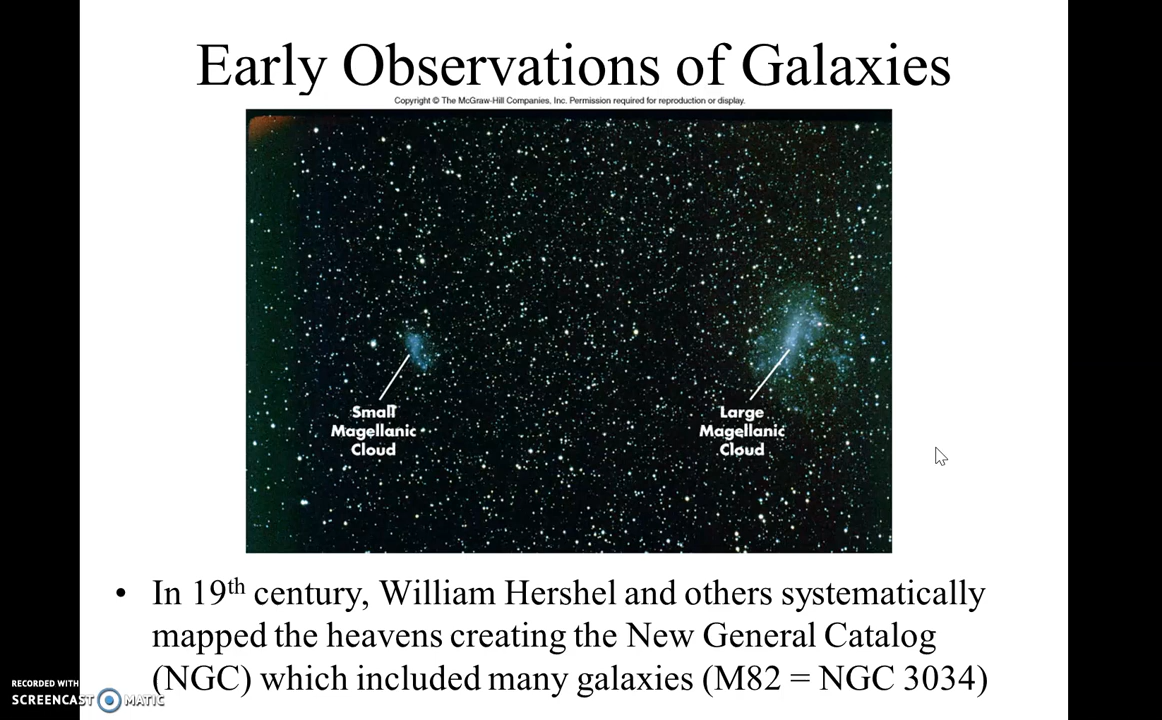 Early Observations of Galaxies
Copyright © The McGraw-Hill Companies, Inc. Permission required for reproduction or display.
Small
Magellanic
Cloud
Large
Magellanic
Cloud
• In 19th century, William Hershel and others systematically
mapped the heavens creating the New General Catalog
(NGC) which included many galaxies (M82 = NGC 3034)
RECORDED WITH
SCREENCAST MATIC